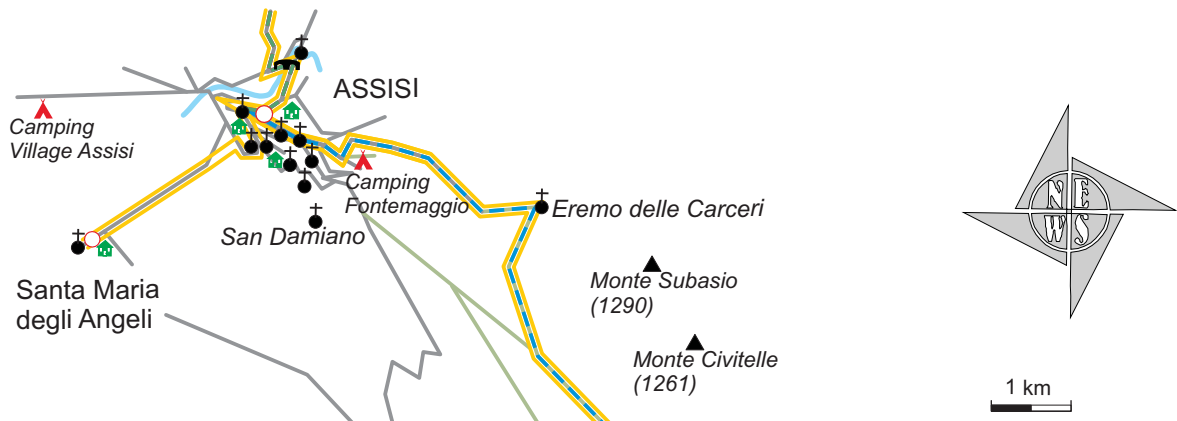 ASSISI
Camping
Village Assisi
Camping
Fontemaggio
Eremo delle Carceri
San Damiano
Santa Maria
degli Angeli
Monte Subasio
(1290)
Monte Civitelle
(1261)
N E
W S
1 km